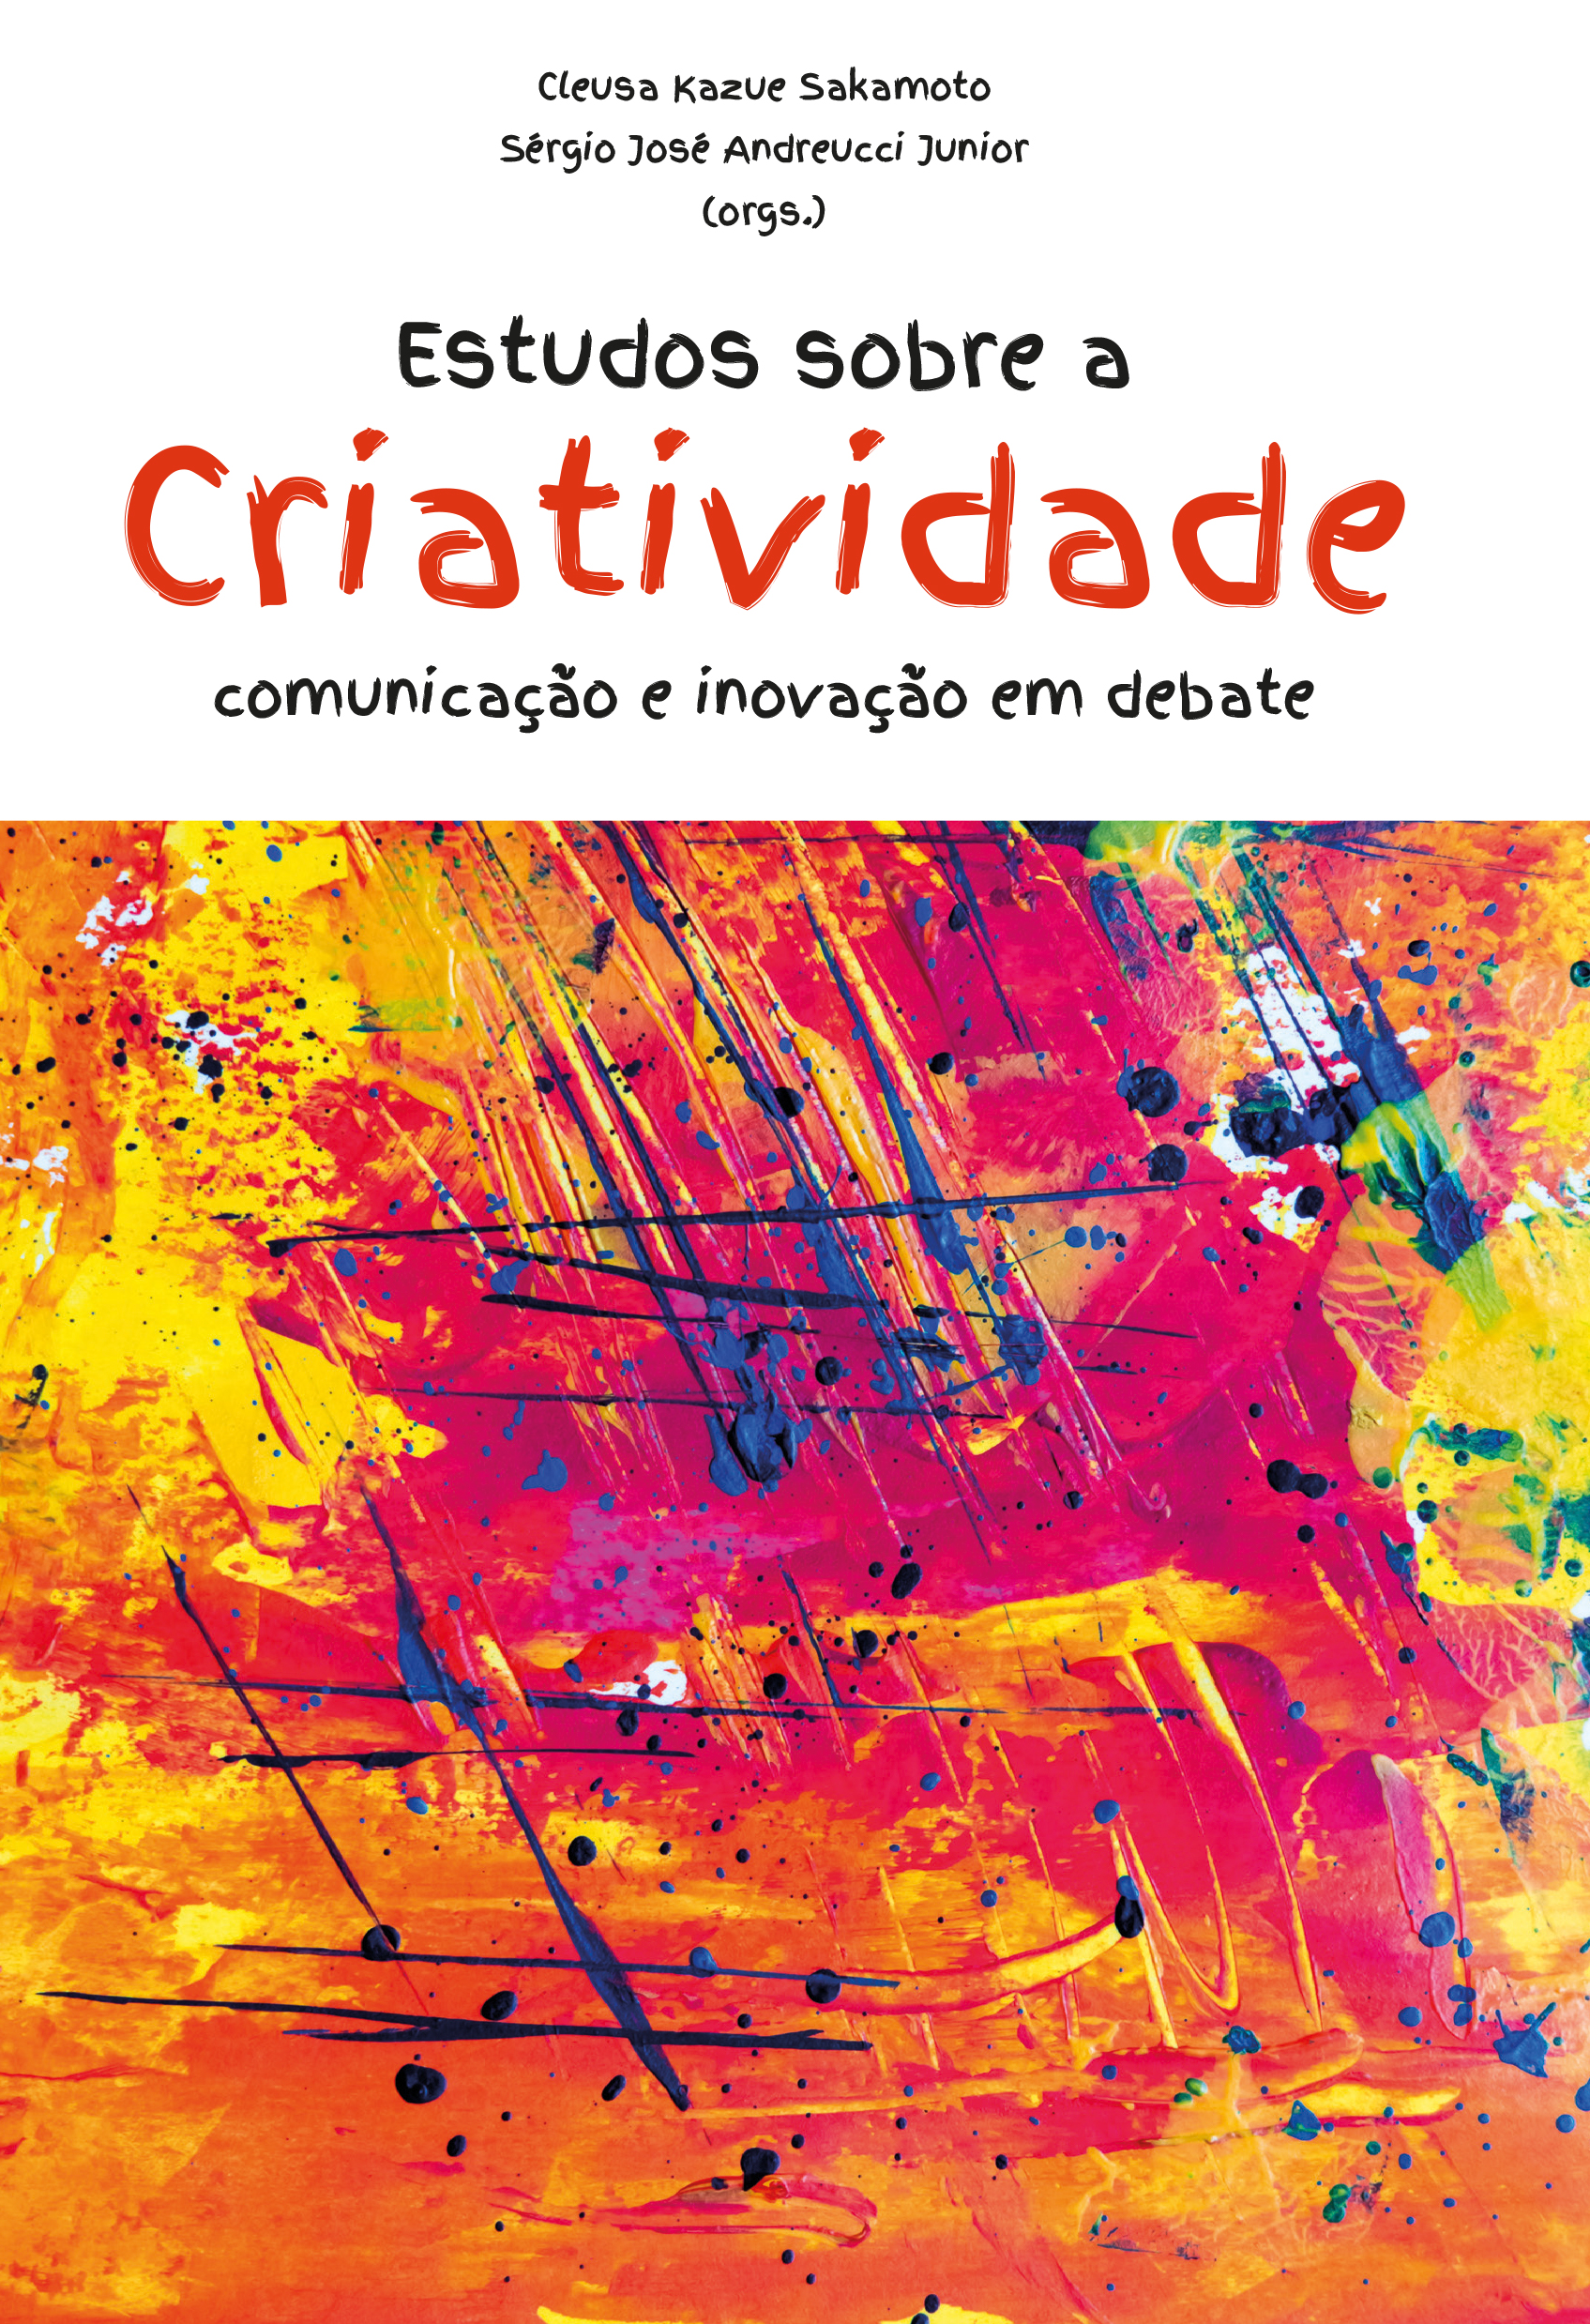 Cleusa Kazue Sakamoto
Sérgio José Andreucci Junior
(orgs.)
Estudos sobre a
Criatividade
comunicação e inovação em debate